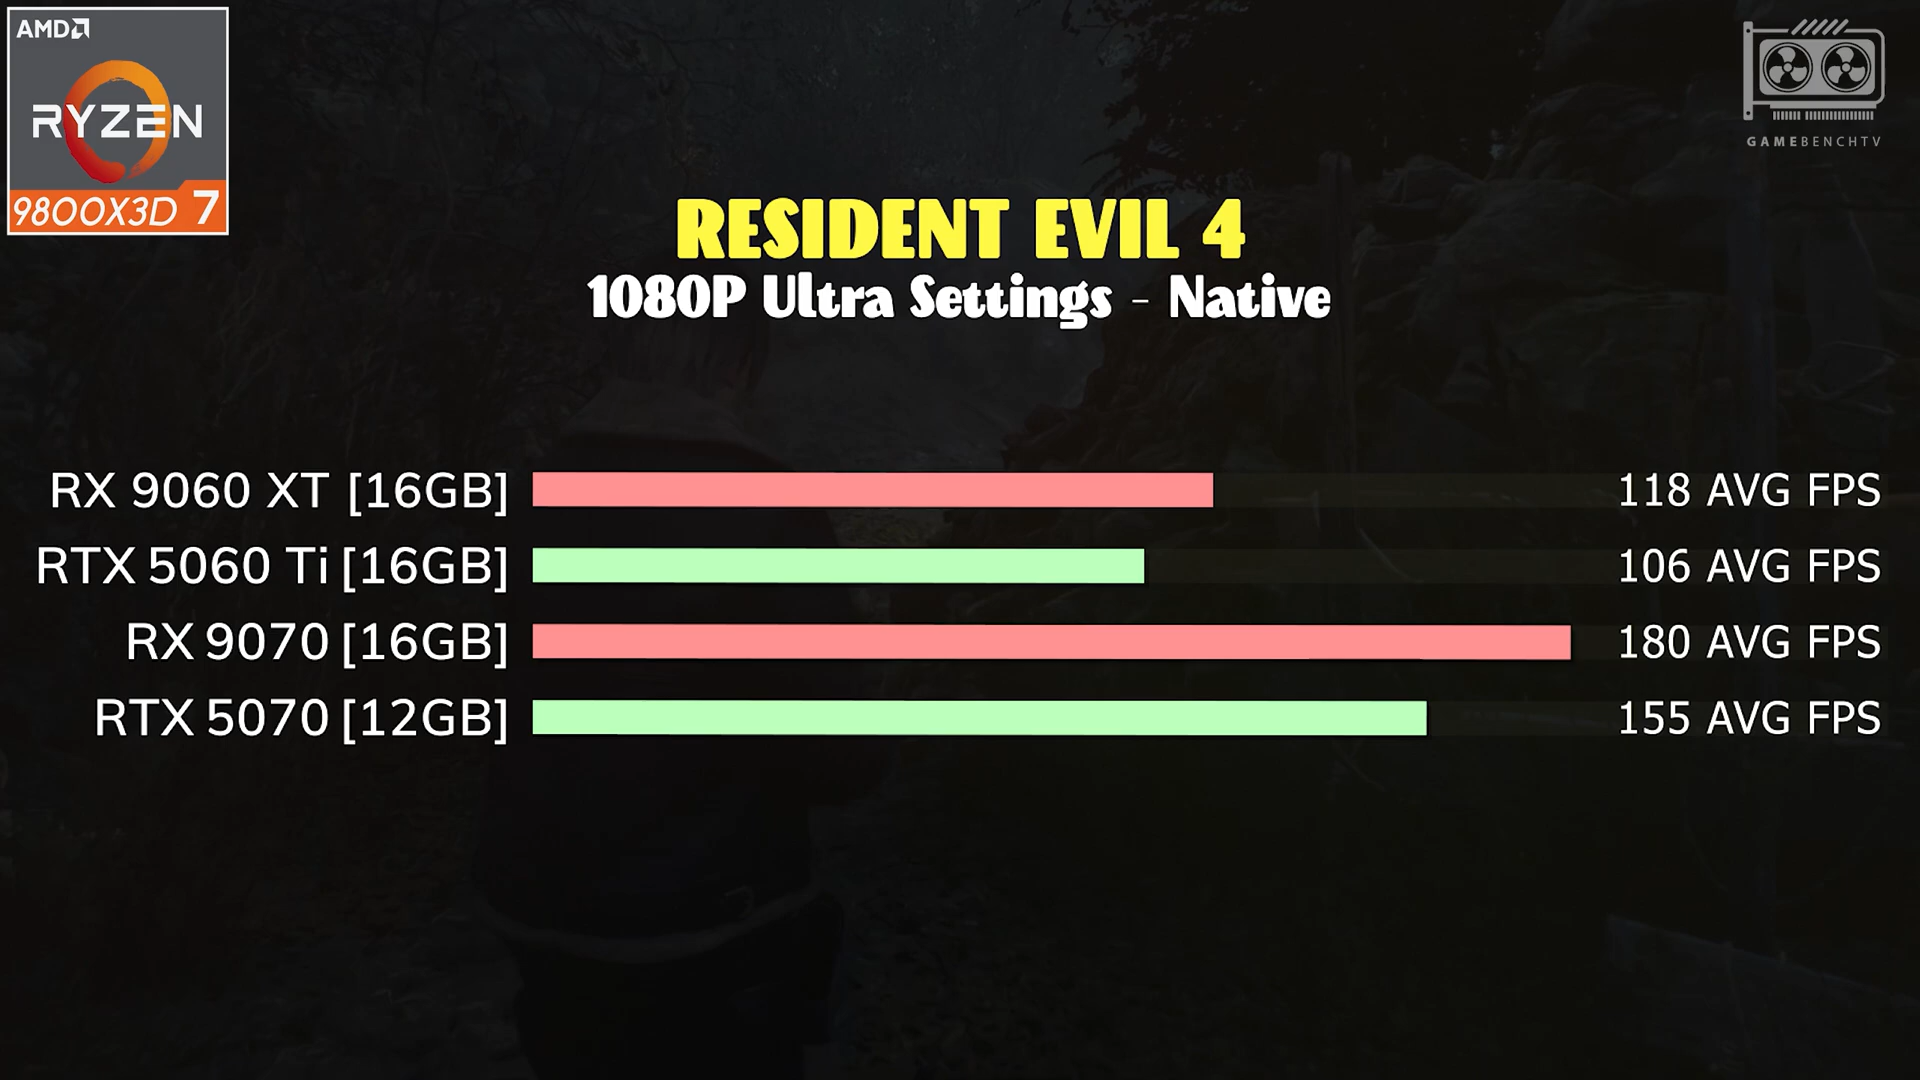 AMD
RYZEN
9800X3D 7
GAMEBENCHTV
RESIDENT EVIL 4
1080P Ultra Settings - Native
RX 9060 XT [16GB] 118 AVG FPS
RTX 5060 Ti [16GB] 106 AVG FPS
RX 9070 [16GB] 180 AVG FPS
RTX 5070 [12GB] 155 AVG FPS